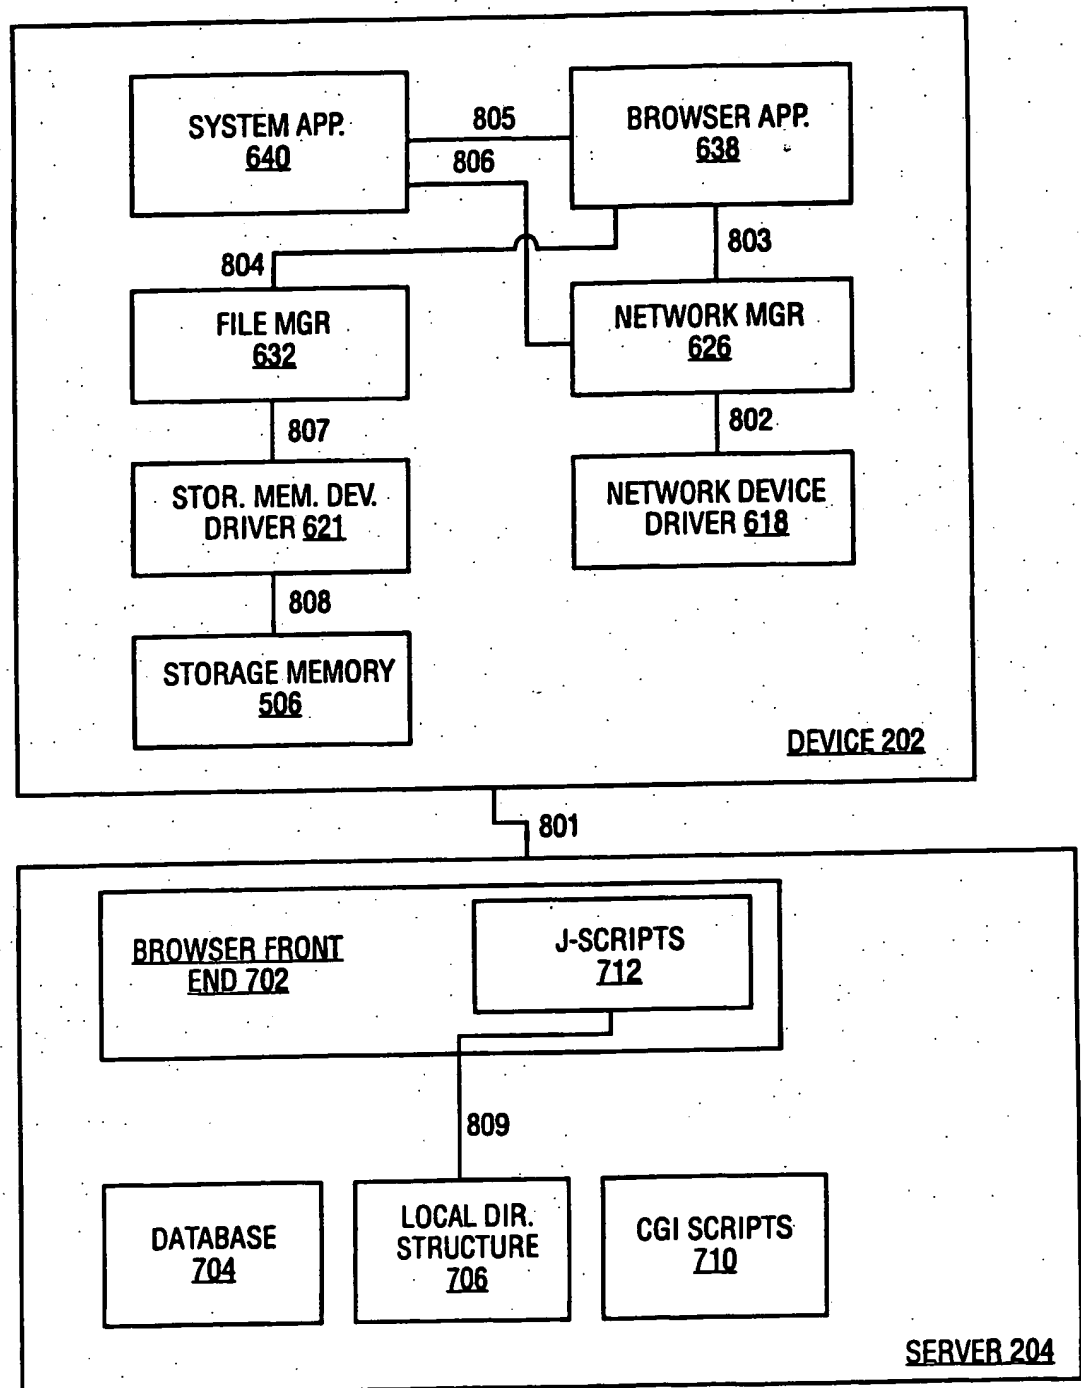 SYSTEM APP.
640
805
806
BROWSER APP.
638
804
803
FILE MGR
632
NETWORK MGR
626
807
802
STOR. MEM. DEV.
DRIVER 621
NETWORK DEVICE
DRIVER 618
808
STORAGE MEMORY
506
DEVICE 202
801
BROWSER FRONT
END 702
J-SCRIPTS
712
809
DATABASE
704
LOCAL DIR.
STRUCTURE
706
CGI SCRIPTS
710
SERVER 204